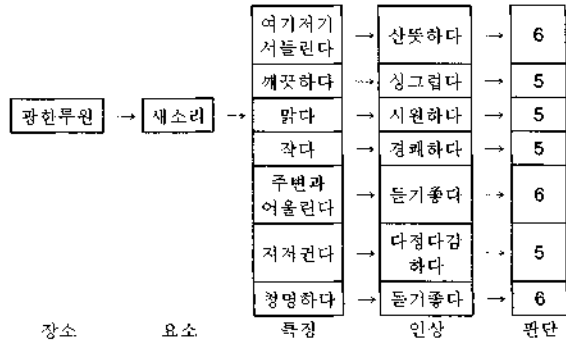 여기저기
서들린다
산뜻하다
6
깨끗하다
싱그럽다
5
광한루원
새소리
맑다
시원하다
5
작다
경쾌하다
5
주변과
어울린다
듣기좋다
6
지저귄다
다정다감
하다
5
청명하다
듣기좋다
6
장소
요소
특징
인상
판단